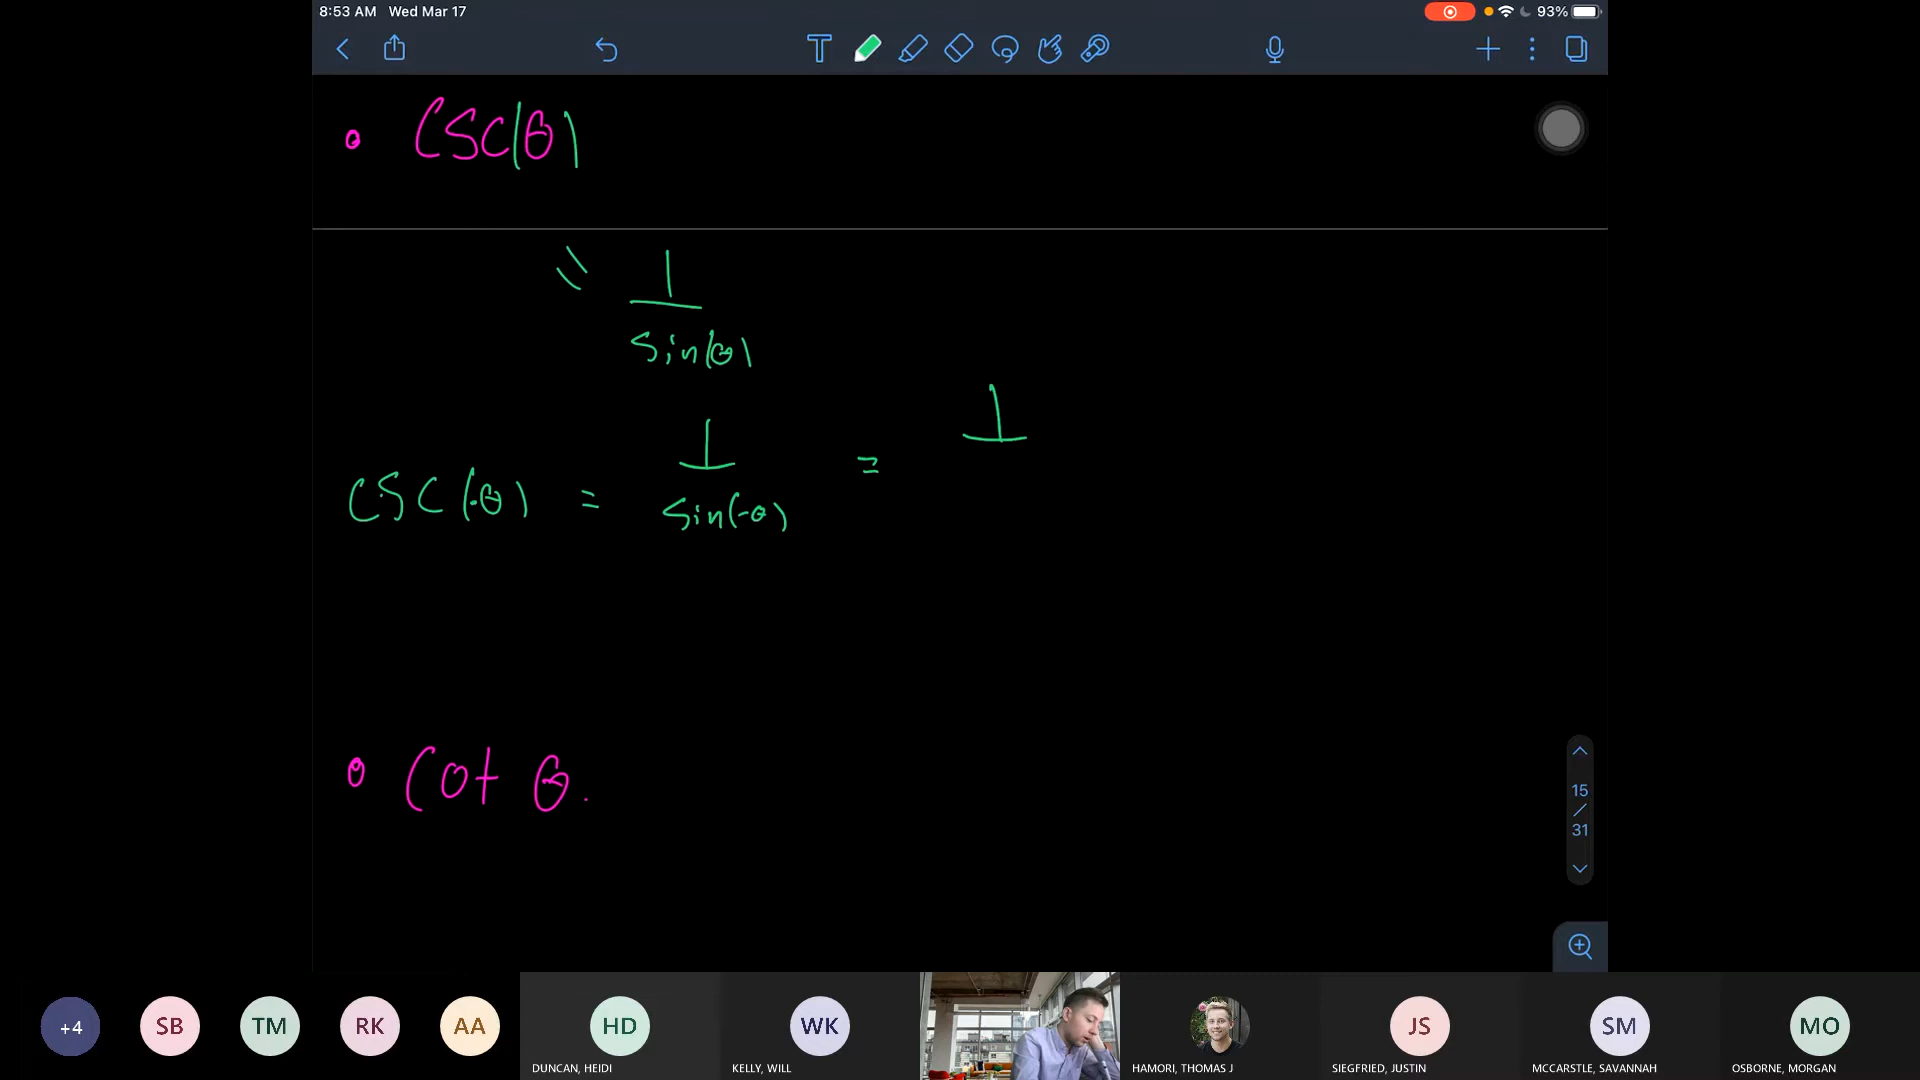 8:53 AM Wed Mar 17
93%
• CSC(θ)
= 1
sin(θ)
1
1
CSC(-θ) = =
sin(-θ)
15
/
31
• Cot θ.
+4
SB
TM
RK
AA
HD
WK
JS
SM
MO
DUNCAN, HEIDI
KELLY, WILL
HAMORI, THOMAS J
SIEGFRIED, JUSTIN
MCCARSTLE, SAVANNAH
OSBORNE, MORGAN